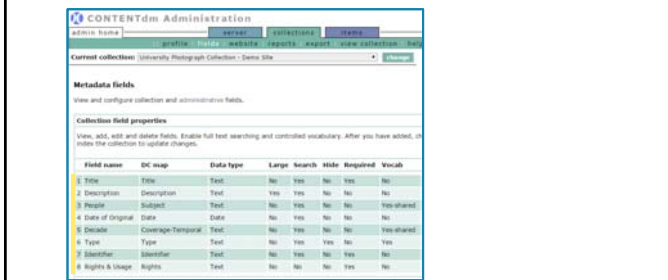 CONTENTdm Administration
admin home server collections items
profile fields website reports export view collection help
Current collection: University Photograph Collection - Demo Site change
Metadata fields
View and configure collection and administrative fields.
Collection field properties
View, add, edit and delete fields. Enable full text searching and controlled vocabulary. After you have added, ch
index the collection to update changes.
Field name DC map Data type Large Search Hide Required Vocab
1 Title Title Text No Yes No Yes No
2 Description Description Text Yes Yes No No No
3 People Subject Text No Yes No No Yes-shared
4 Date of Original Date Date No Yes No No No
5 Decade Coverage-Temporal Text No Yes No No Yes-shared
6 Type Type Text No Yes Yes No Yes
7 Identifier Identifier Text No Yes No Yes No
8 Rights & Usage Rights Text No No No Yes No